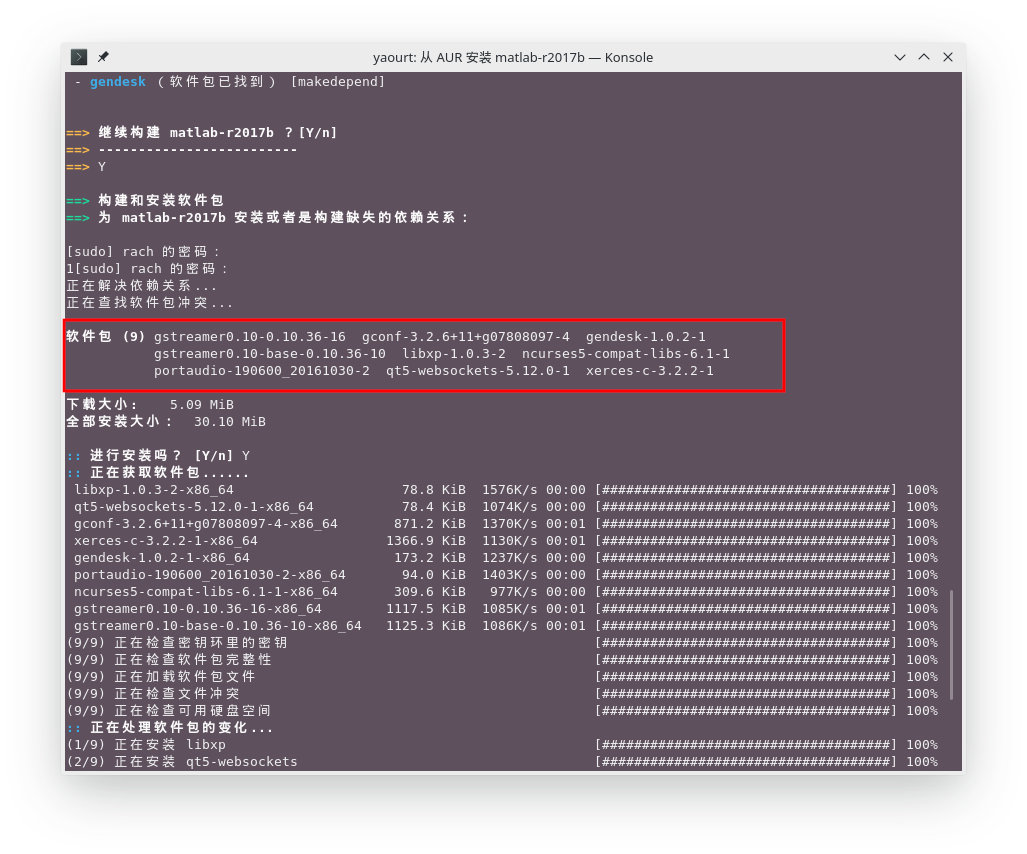 yaourt: 从 AUR 安装 matlab-r2017b — Konsole
- gendesk （软件包已找到） [makedepend]
==> 继续构建 matlab-r2017b ？[Y/n]
==> -------------------------
==> Y
==> 构建和安装软件包
==> 为 matlab-r2017b 安装或者是构建缺失的依赖关系：
[sudo] rach 的密码：
1[sudo] rach 的密码：
正在解决依赖关系...
正在查找软件包冲突...
软件包 (9) gstreamer0.10-0.10.36-16 gconf-3.2.6+11+g07808097-4 gendesk-1.0.2-1
gstreamer0.10-base-0.10.36-10 libxp-1.0.3-2 ncurses5-compat-libs-6.1-1
portaudio-190600_20161030-2 qt5-websockets-5.12.0-1 xerces-c-3.2.2-1
下载大小: 5.09 MiB
全部安装大小： 30.10 MiB
:: 进行安装吗？ [Y/n] Y
:: 正在获取软件包......
libxp-1.0.3-2-x86_64 78.8 KiB 1576K/s 00:00 [####################################] 100%
qt5-websockets-5.12.0-1-x86_64 78.4 KiB 1074K/s 00:00 [####################################] 100%
gconf-3.2.6+11+g07808097-4-x86_64 871.2 KiB 1370K/s 00:01 [####################################] 100%
xerces-c-3.2.2-1-x86_64 1366.9 KiB 1130K/s 00:01 [####################################] 100%
gendesk-1.0.2-1-x86_64 173.2 KiB 1237K/s 00:00 [####################################] 100%
portaudio-190600_20161030-2-x86_64 94.0 KiB 1403K/s 00:00 [####################################] 100%
ncurses5-compat-libs-6.1-1-x86_64 309.6 KiB 977K/s 00:00 [####################################] 100%
gstreamer0.10-0.10.36-16-x86_64 1117.5 KiB 1085K/s 00:01 [####################################] 100%
gstreamer0.10-base-0.10.36-10-x86_64 1125.3 KiB 1086K/s 00:01 [####################################] 100%
(9/9) 正在检查密钥环里的密钥 [####################################] 100%
(9/9) 正在检查软件包完整性 [####################################] 100%
(9/9) 正在加载软件包文件 [####################################] 100%
(9/9) 正在检查文件冲突 [####################################] 100%
(9/9) 正在检查可用硬盘空间 [####################################] 100%
:: 正在处理软件包的变化...
(1/9) 正在安装 libxp [####################################] 100%
(2/9) 正在安装 qt5-websockets [####################################] 100%